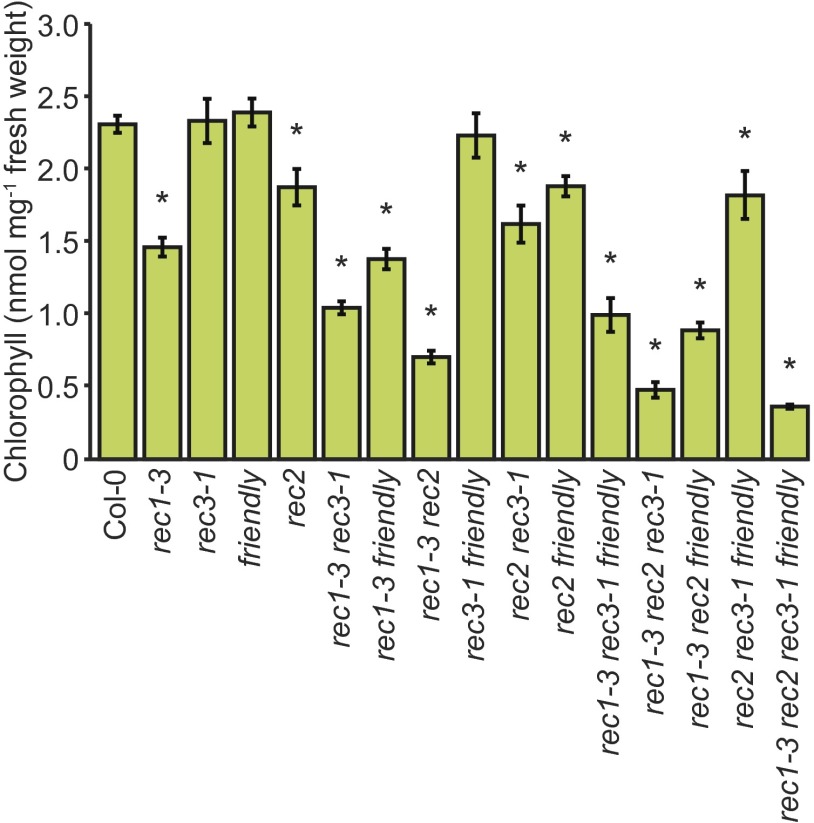 Chlorophyll (nmol mg⁻¹ fresh weight)
3.0
2.5
2.0
1.5
1.0
0.5
0
* * * * * * * * * * * *
Col-0
rec1-3
rec3-1
friendly
rec2
rec1-3 rec3-1
rec1-3 friendly
rec1-3 rec2
rec3-1 friendly
rec2 rec3-1
rec2 friendly
rec1-3 rec3-1 friendly
rec1-3 rec2 rec3-1
rec1-3 rec2 friendly
rec2 rec3-1 friendly
rec1-3 rec2 rec3-1 friendly